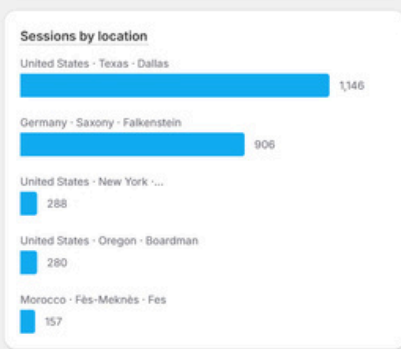 Sessions by location
United States · Texas · Dallas
1,146
Germany · Saxony · Falkenstein
906
United States · New York ·...
288
United States · Oregon · Boardman
280
Morocco · Fès-Meknès · Fes
157